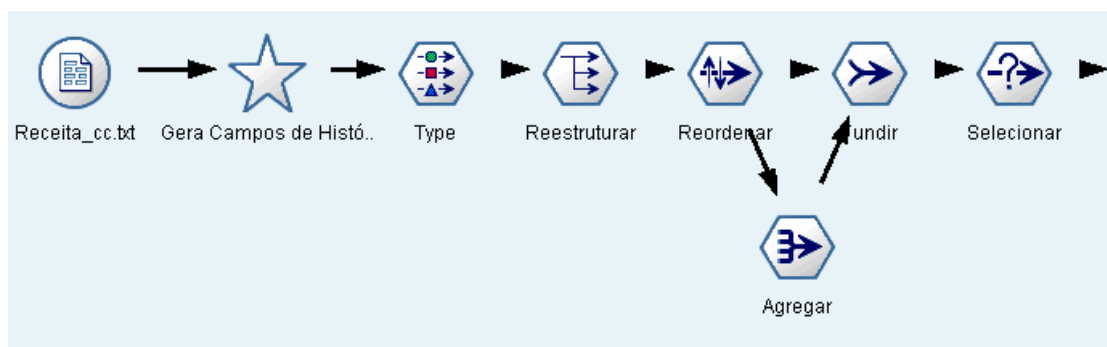 Receita_cc.txt
Gera Campos de Histó..
Type
Reestruturar
Reordenar
Fundir
Selecionar
Agregar